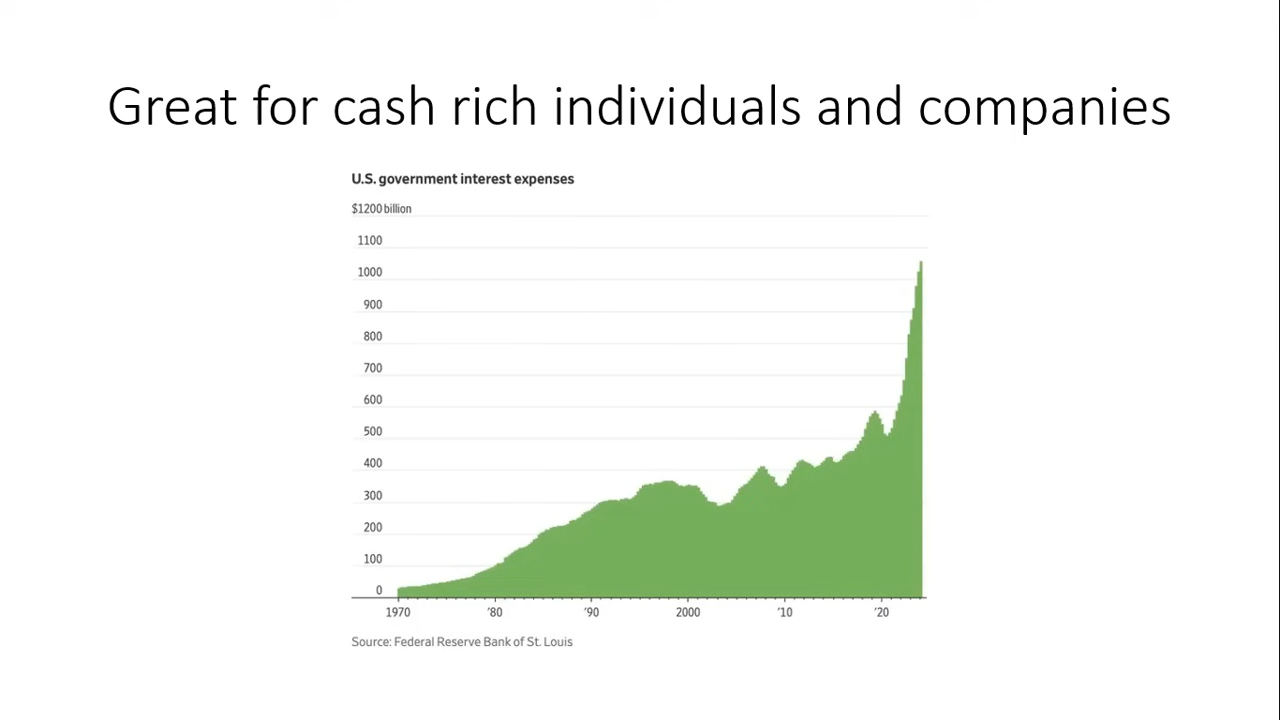 Great for cash rich individuals and companies
U.S. government interest expenses
$1200 billion
1100
1000
900
800
700
600
500
400
300
200
100
0
1970 '80 '90 2000 '10 '20
Source: Federal Reserve Bank of St. Louis